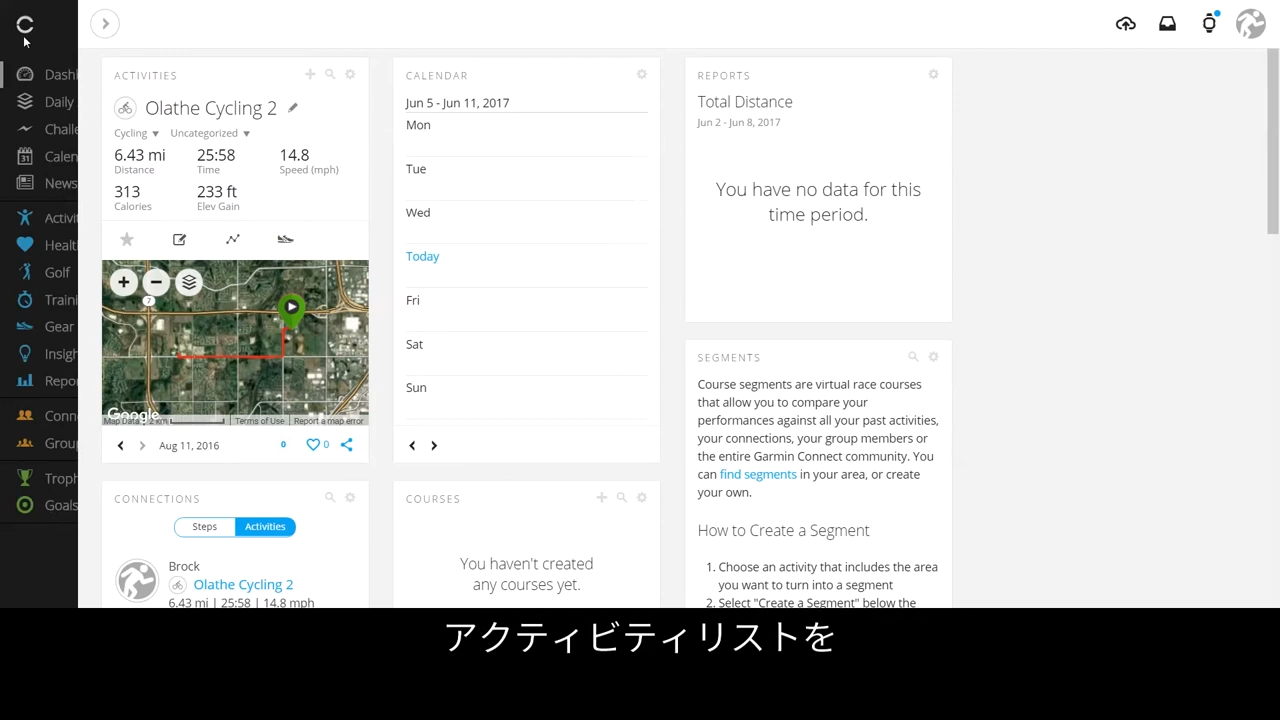 Dash
Daily
Challe
Calen
News
Activit
Healt
Golf
Traini
Gear
Insigh
Repor
Conne
Group
Troph
Goals
ACTIVITIES
Olathe Cycling 2
Cycling ▼ Uncategorized ▼
6.43 mi 25:58 14.8
Distance Time Speed (mph)
313 233 ft
Calories Elev Gain
7
Google
Map Data 2 km Terms of Use Report a map error
Aug 11, 2016 0 0
CONNECTIONS
Steps Activities
Brock
Olathe Cycling 2
6.43 mi | 25:58 | 14.8 mph
CALENDAR
Jun 5 - Jun 11, 2017
Mon
Tue
Wed
Today
Fri
Sat
Sun
COURSES
You haven't created
any courses yet.
REPORTS
Total Distance
Jun 2 - Jun 8, 2017
You have no data for this
time period.
SEGMENTS
Course segments are virtual race courses
that allow you to compare your
performances against all your past activities,
your connections, your group members or
the entire Garmin Connect community. You
can find segments in your area, or create
your own.
How to Create a Segment
1. Choose an activity that includes the area
you want to turn into a segment
2. Select "Create a Segment" below the
アクティビティリストを